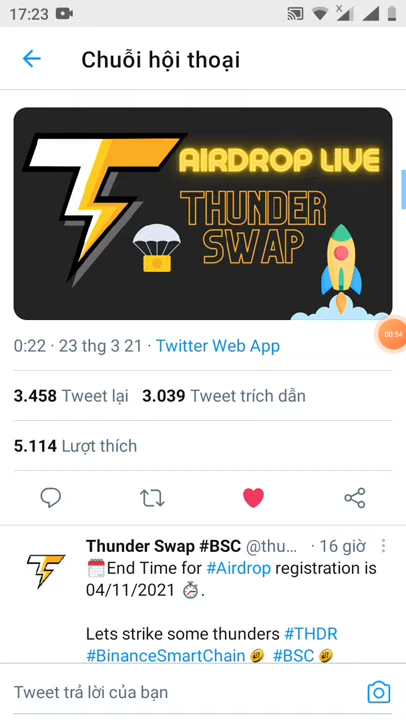 17:23
Chuỗi hội thoại
AIRDROP LIVE
THUNDER
SWAP
00:54
0:22 · 23 thg 3 21 · Twitter Web App
3.458 Tweet lại 3.039 Tweet trích dẫn
5.114 Lượt thích
Thunder Swap #BSC @thu... · 16 giờ
End Time for #Airdrop registration is
04/11/2021 .
Lets strike some thunders #THDR
#BinanceSmartChain #BSC
Tweet trả lời của bạn